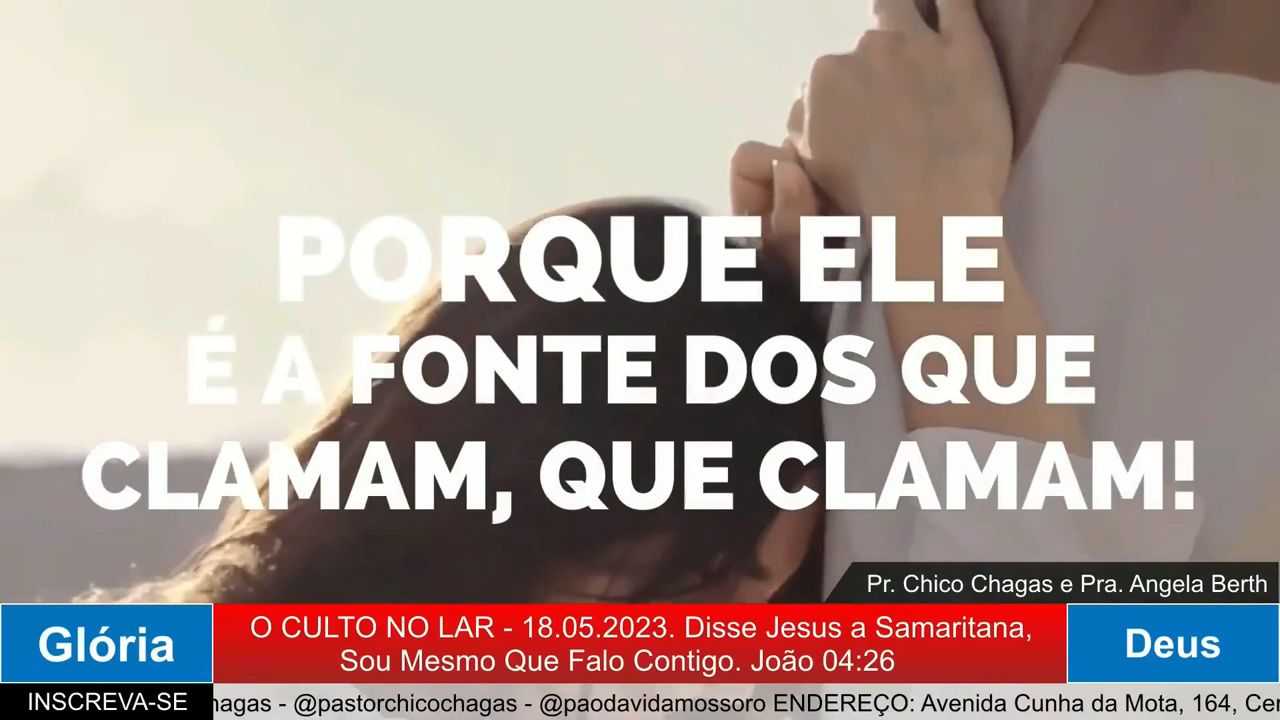 PORQUE ELE
É A FONTE DOS QUE
CLAMAM, QUE CLAMAM!
Pr. Chico Chagas e Pra. Angela Berth
Glória
O CULTO NO LAR - 18.05.2023. Disse Jesus a Samaritana,
Sou Mesmo Que Falo Contigo. João 04:26
Deus
INSCREVA-SE
hagas - @pastorchicochagas - @paodavidamossoro ENDEREÇO: Avenida Cunha da Mota, 164, Cen